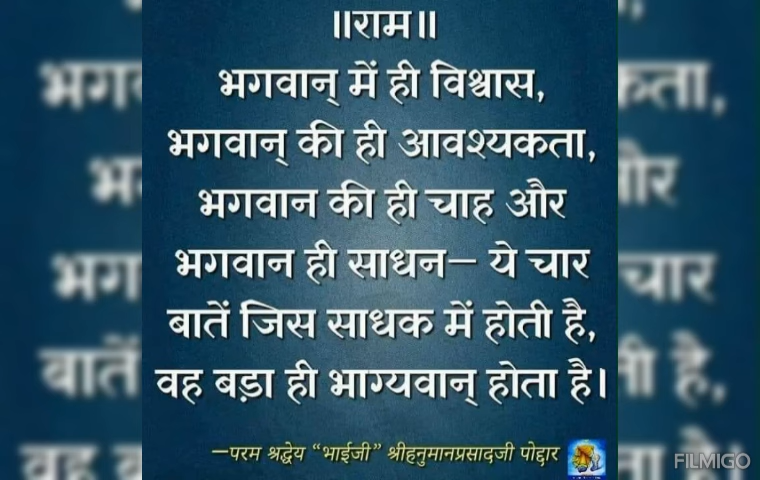 ॥राम॥
भगवान् में ही विश्वास,
भगवान् की ही आवश्यकता,
भगवान की ही चाह और
भगवान ही साधन– ये चार
बातें जिस साधक में होती है,
वह बड़ा ही भाग्यवान् होता है।
–परम श्रद्धेय “भाईजी” श्रीहनुमानप्रसादजी पोद्दार
FILMIGO